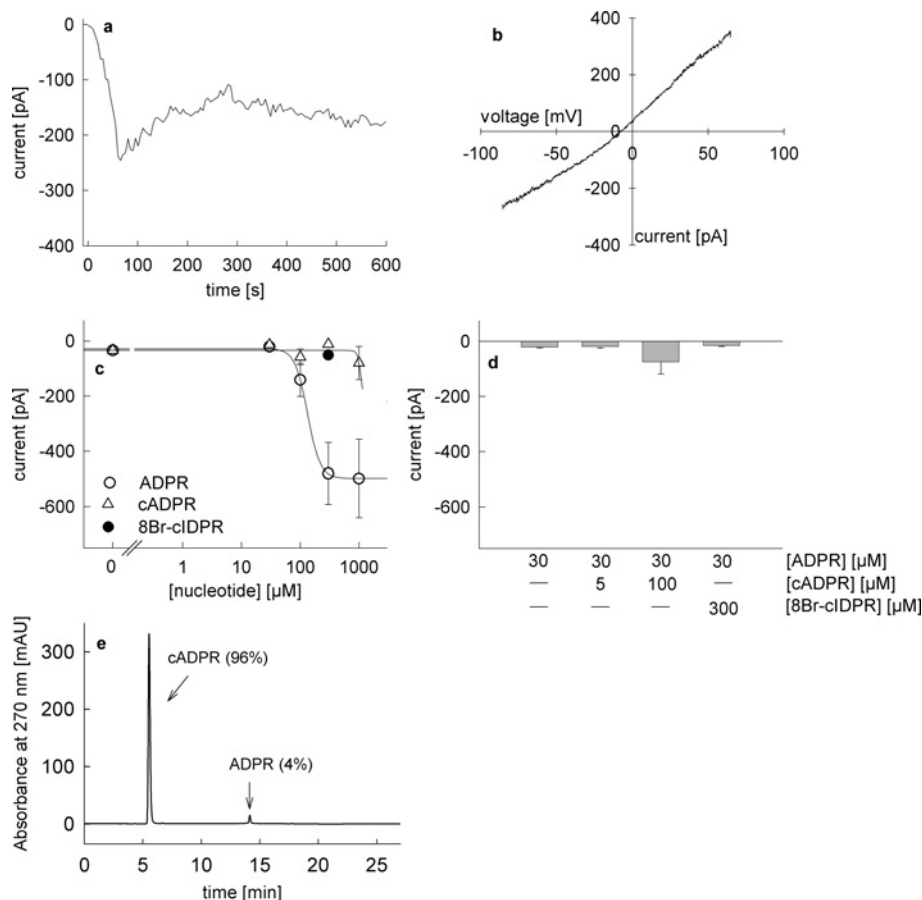 a
0
-100
-200
-300
-400
current [pA]
0 100 200 300 400 500 600
time [s]
b
400
200
0
-200
-400
voltage [mV]
-100 -50 0 50 100
current [pA]
c
0
-200
-400
-600
current [pA]
ADPR
cADPR
8Br-cIDPR
0 1 10 100 1000
[nucleotide] [µM]
d
0
-200
-400
-600
current [pA]
30 30 30 30 [ADPR] [µM]
— 5 100 — [cADPR] [µM]
— — — 300 [8Br-cIDPR] [µM]
e
300
200
100
0
Absorbance at 270 nm [mAU]
cADPR (96%)
ADPR (4%)
0 5 10 15 20 25
time [min]